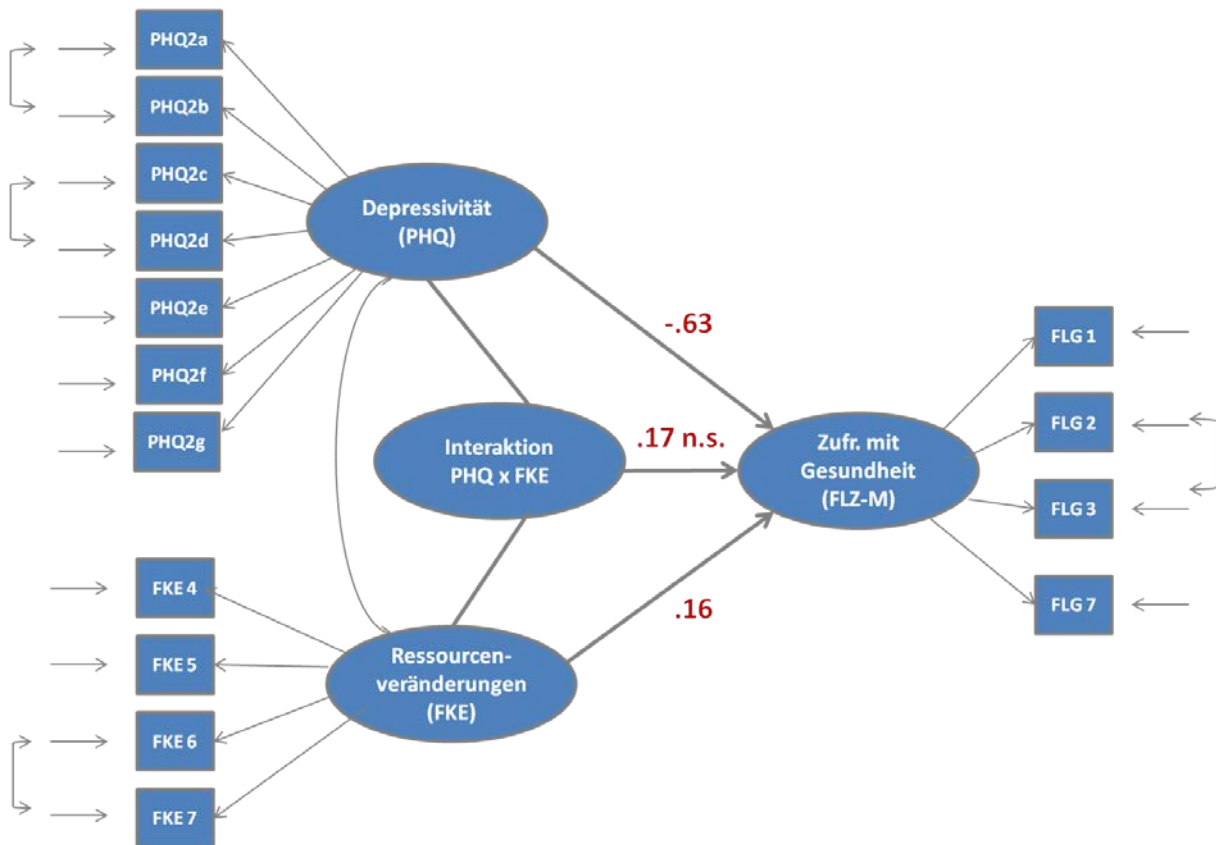 PHQ2a
PHQ2b
PHQ2c
PHQ2d
PHQ2e
PHQ2f
PHQ2g
Depressivität
(PHQ)
-.63
Interaktion
PHQ x FKE
.17 n.s.
Zufr. mit
Gesundheit
(FLZ-M)
FLG 1
FLG 2
FLG 3
FLG 7
.16
FKE 4
FKE 5
FKE 6
FKE 7
Ressourcen-
veränderungen
(FKE)